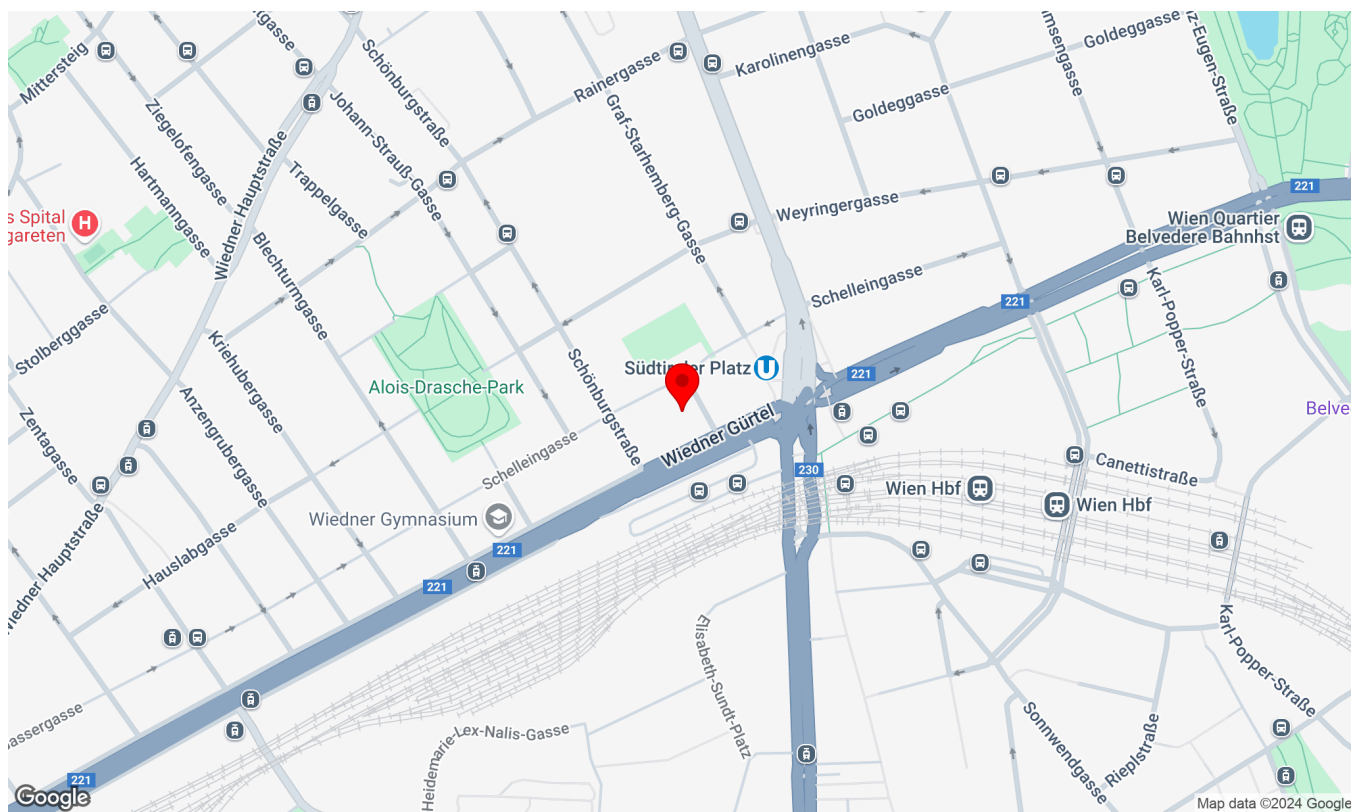 Mittersteig
Schönburgstraße
Rainergasse
Karolinengasse
Goldeggasse
Ziegelofengasse
Johann-Strauß-Gasse
Graf-Starhemberg-Gasse
Goldeggasse
Hartmanngasse
Trappelgasse
Wiedner Hauptstraße
Weyringergasse
221
Wien Quartier
Belvedere Bahnhst
H
Blechturmgasse
Schelleingasse
221
Karl-Popper-Straße
Stolberggasse
Kriehubergasse
Alois-Drasche-Park
Schönburgstraße
Platz
U
221
Wiedner Gürtel
Zentagasse
Anzengrubergasse
Schelleingasse
230
Canettistraße
Wien Hbf
Wien Hbf
Wiedner Gymnasium
221
Hauslabgasse
221
Wiedner Hauptstraße
Elisabeth-Sundt-Platz
Karl-Popper-Straße
Heidemarie-Lex-Nalis-Gasse
Sonnwendgasse
Rieplstraße
221
Google
Map data ©2024 Google